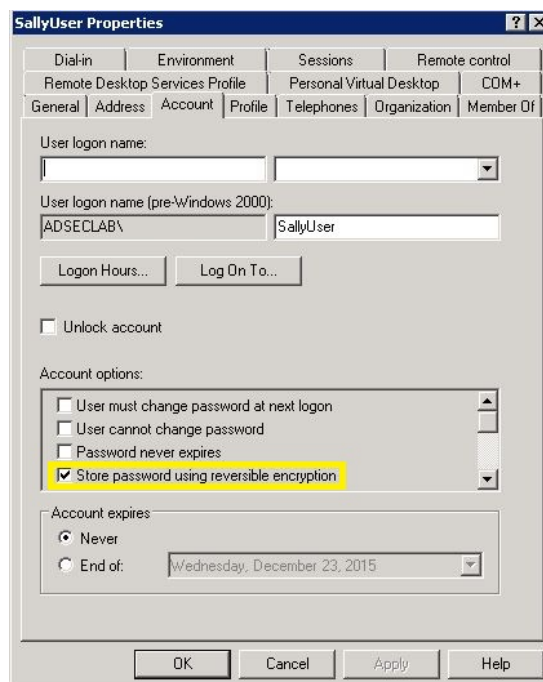 SallyUser Properties
Dial-in Environment Sessions Remote control
Remote Desktop Services Profile Personal Virtual Desktop COM+
General Address Account Profile Telephones Organization Member Of
User logon name:
User logon name (pre-Windows 2000):
ADSECLAB\ SallyUser
Logon Hours... Log On To...
Unlock account
Account options:
User must change password at next logon
User cannot change password
Password never expires
Store password using reversible encryption
Account expires
Never
End of: Wednesday, December 23, 2015
OK Cancel Apply Help